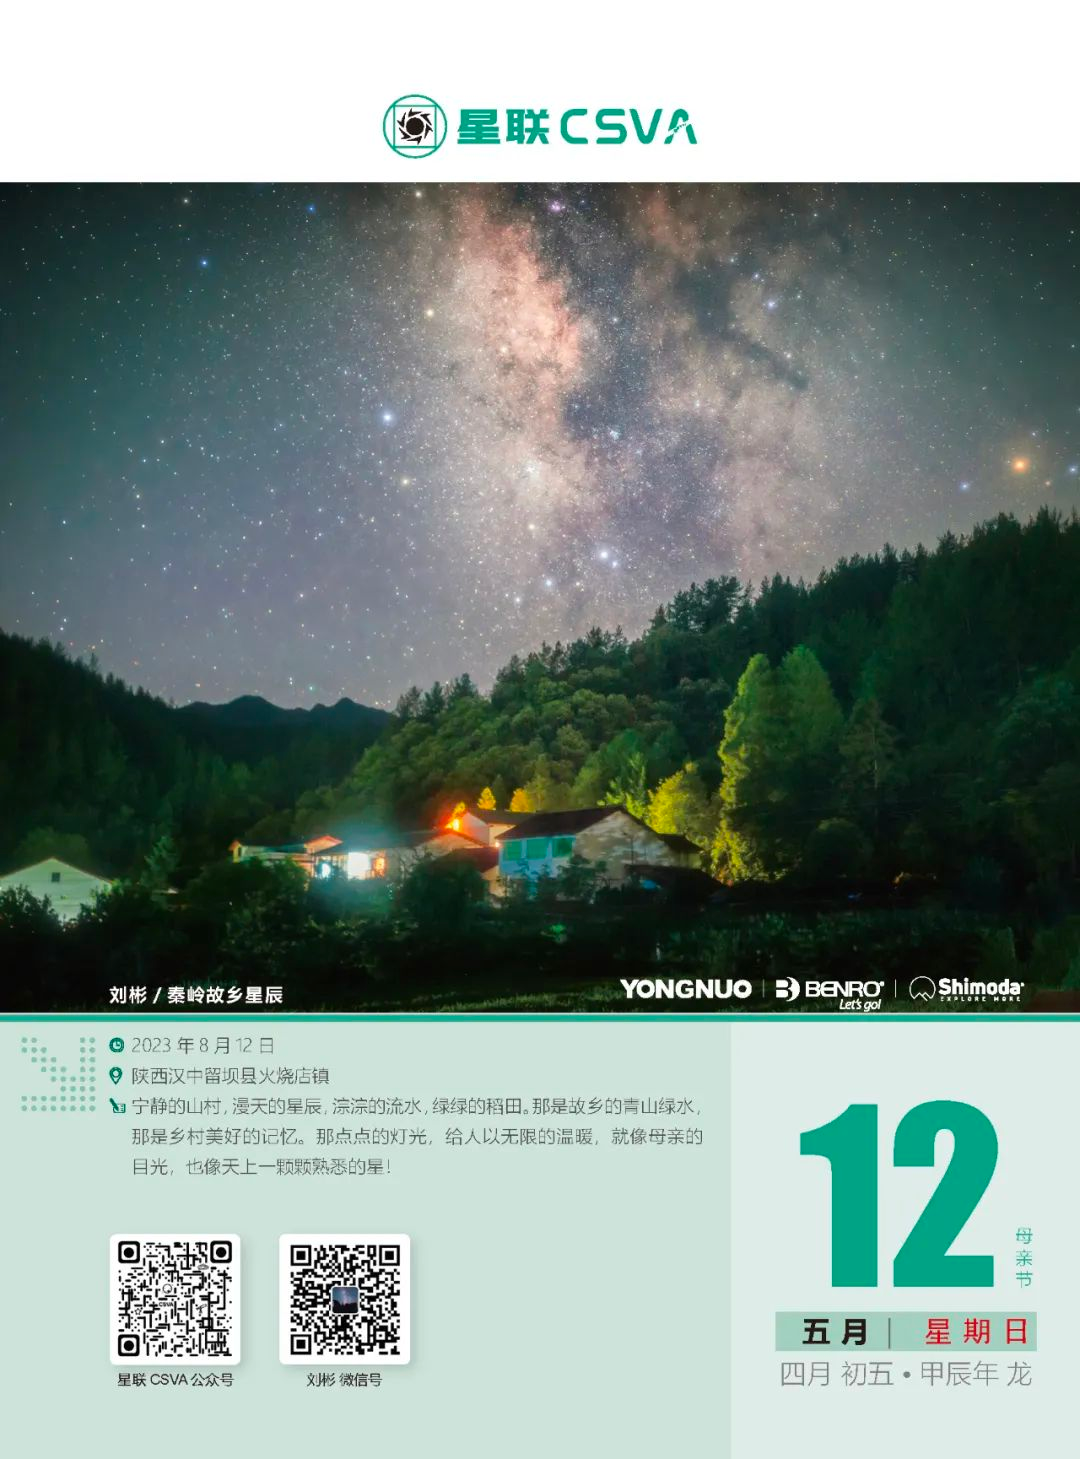 星联CSVA
刘彬 / 秦岭故乡星辰
YONGNUO | BENRO Let's go! | Shimoda EXPLORE MORE
2023 年 8 月 12 日
陕西汉中留坝县火烧店镇
宁静的山村，漫天的星辰，淙淙的流水，绿绿的稻田。那是故乡的青山绿水，
那是乡村美好的记忆。那点点的灯光，给人以无限的温暖，就像母亲的
目光，也像天上一颗颗熟悉的星！
12
母亲节
五月 | 星期日
四月 初五 • 甲辰年 龙
CSVA
星联 CSVA 公众号
刘彬 微信号